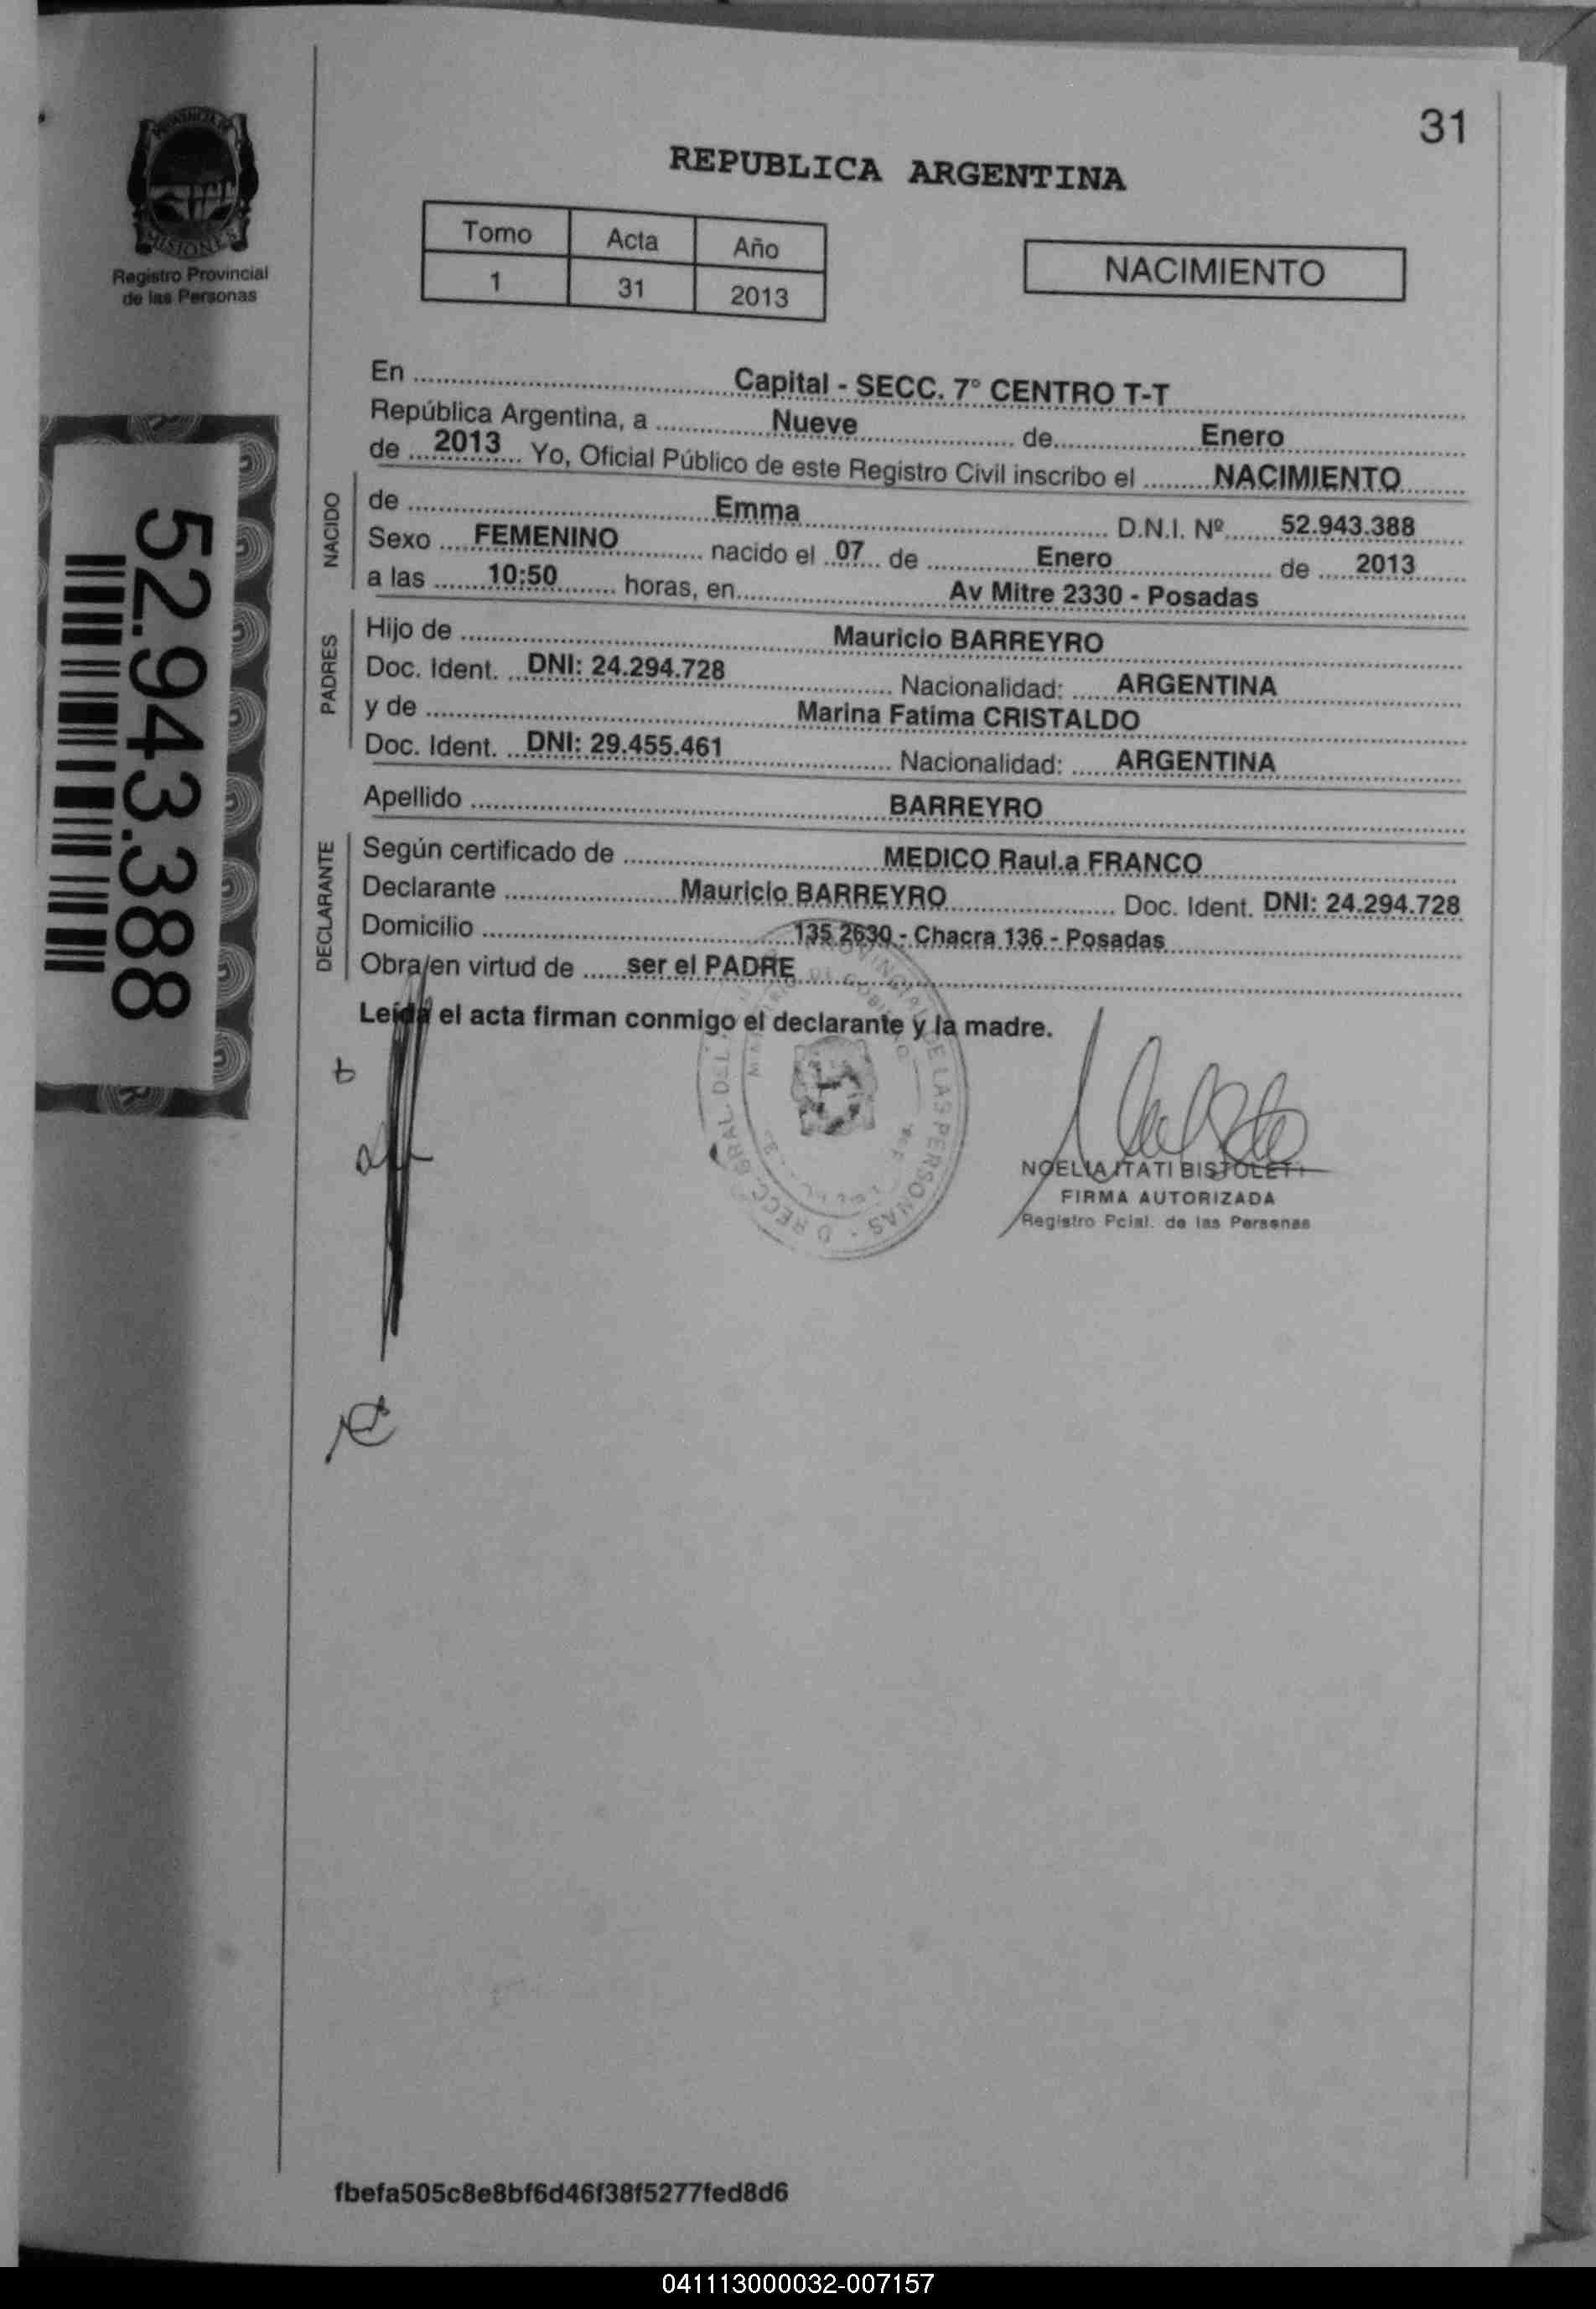 31
PROVINCIA DE
MISIONES
Registro Provincial
de las Personas
REPUBLICA ARGENTINA
Tomo Acta Año
1 31 2013
NACIMIENTO
En Capital - SECC. 7° CENTRO T-T
República Argentina, a Nueve de Enero
de 2013 Yo, Oficial Público de este Registro Civil inscribo el NACIMIENTO
NACIDO
de Emma D.N.I. Nº 52.943.388
Sexo FEMENINO nacido el 07 de Enero de 2013
a las 10:50 horas, en Av Mitre 2330 - Posadas
PADRES
Hijo de Mauricio BARREYRO
Doc. Ident. DNI: 24.294.728 Nacionalidad: ARGENTINA
y de Marina Fatima CRISTALDO
Doc. Ident. DNI: 29.455.461 Nacionalidad: ARGENTINA
Apellido BARREYRO
DECLARANTE
Según certificado de MEDICO Raul.a FRANCO
Declarante Mauricio BARREYRO Doc. Ident. DNI: 24.294.728
Domicilio 135 2630 - Chacra 136 - Posadas
Obra/en virtud de ser el PADRE
Leída el acta firman conmigo el declarante y la madre.
52.943.388
DE LAS PERSONAS
NOELIA ITATI BISTOLETTI
FIRMA AUTORIZADA
Registro Pcial. de las Personas
fbefa505c8e8bf6d46f38f5277fed8d6
041113000032-007157